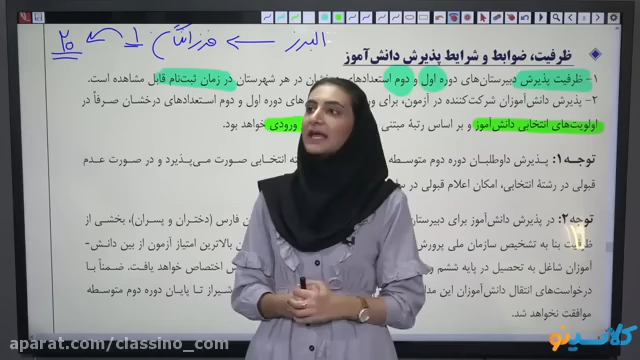 البرز ← فرزانگان ۱ ۲۰
ظرفیت، ضوابط و شرایط پذیرش دانش‌آموز
۱- ظرفیت پذیرش دبیرستان‌های دوره اول و دوم استعدادهای درخشان در هر شهرستان در زمان ثبت‌نام قابل مشاهده است.
۲- پذیرش دانش‌آموزان شرکت‌کننده در آزمون، برای های دوره اول و دوم استعدادهای درخشان صرفاً در
اولویت‌های انتخابی دانش‌آموز و بر اساس رتبهٔ مبتنی ورودی خواهد بود.
توجه۱: پذیرش داوطلبان دوره دوم متوسطه انتخابی صورت می‌پذیرد و در صورت عدم
قبولی در رشتهٔ انتخابی، امکان اعلام قبولی در
توجه۲: در پذیرش دانش‌آموز برای دبیرستان فارس (دختران و پسران)، بخشی از
ظرفیت بنا به تشخیص سازمان ملی پرورش بالاترین امتیاز آزمون از بین دانش-
آموزان شاغل به تحصیل در پایه ششم و اختصاص خواهد یافت. ضمناً با
درخواست‌های انتقال دانش‌آموزان این شیراز تا پایان دوره دوم متوسطه
موافقت نخواهد شد.
aparat.com/classino_com
کلاسینو